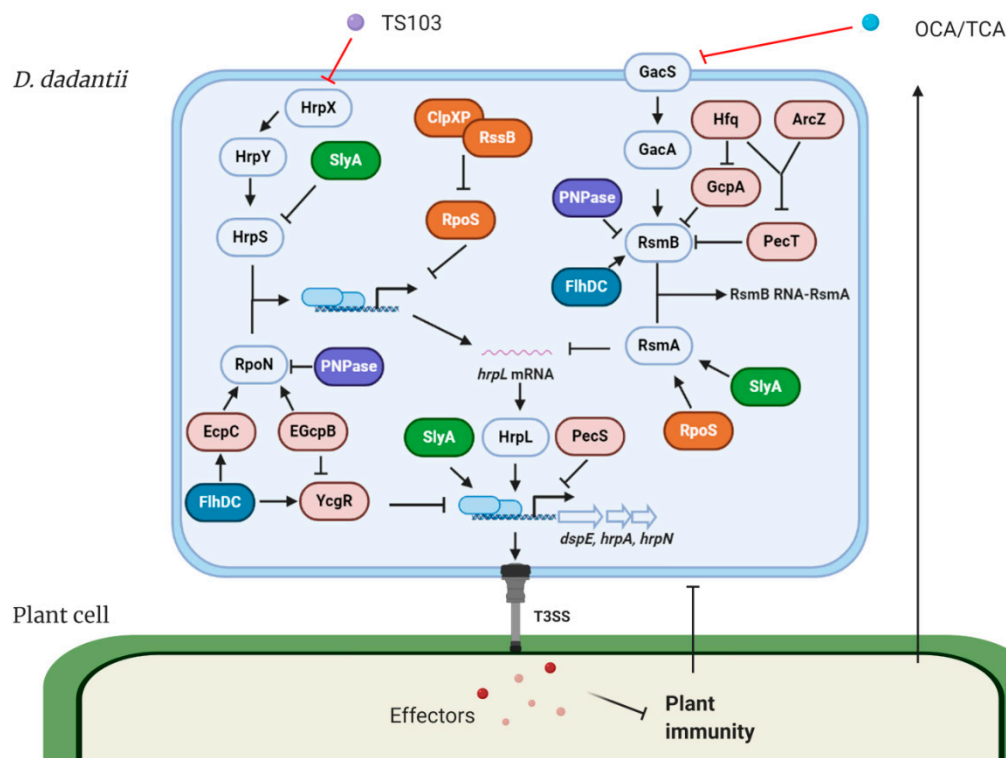 TS103
OCA/TCA
D. dadantii
GacS
HrpX
ClpXP
RssB
Hfq
ArcZ
HrpY
SlyA
GacA
GcpA
PNPase
HrpS
RpoS
RsmB
PecT
FlhDC
RsmB RNA-RsmA
RpoN
PNPase
RsmA
hrpL mRNA
SlyA
EcpC
EGcpB
SlyA
HrpL
PecS
RpoS
FlhDC
YcgR
dspE, hrpA, hrpN
Plant cell
T3SS
Effectors
Plant
immunity